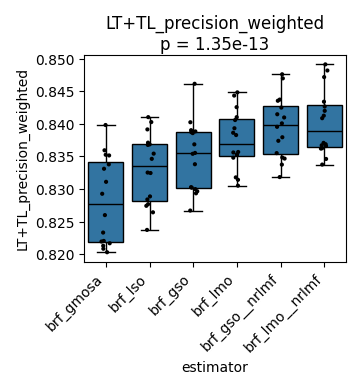 LT+TL_precision_weighted
p = 1.35e-13
LT+TL_precision_weighted
0.850
0.845
0.840
0.835
0.830
0.825
0.820
brf_gmosa
brf_lso
brf_gso
brf_lmo
brf_gso__nrlmf
brf_lmo__nrlmf
estimator